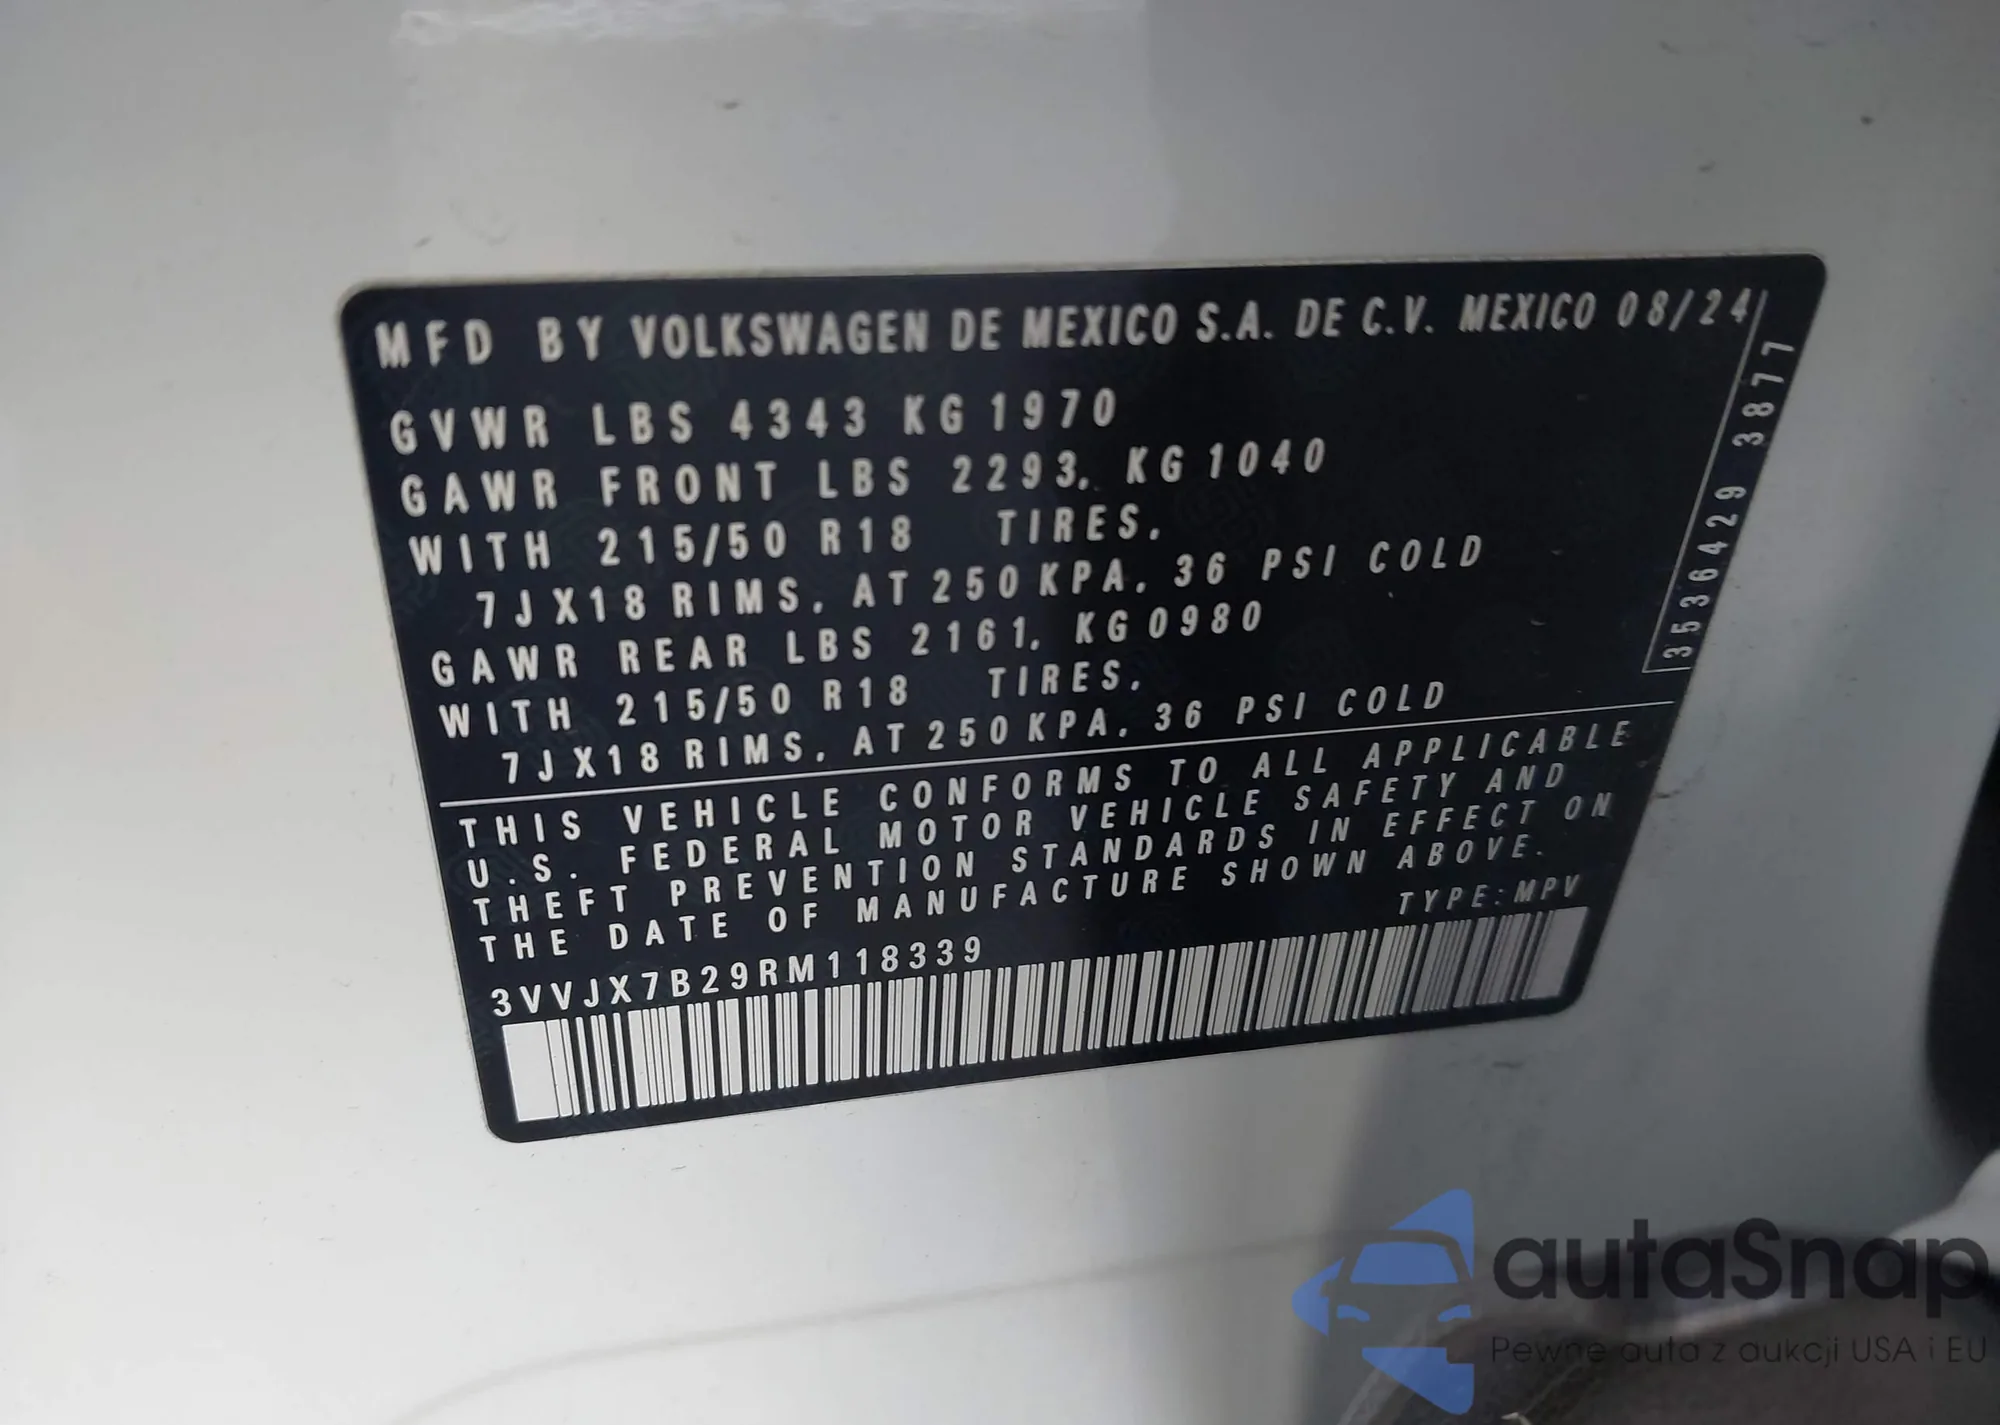 MFD BY VOLKSWAGEN DE MEXICO S.A. DE C.V. MEXICO 08/24
GVWR LBS 4343 KG 1970
GAWR FRONT LBS 2293, KG 1040
WITH 215/50 R18 TIRES,
7J X18 RIMS, AT 250 KPA, 36 PSI COLD
GAWR REAR LBS 2161, KG 0980
WITH 215/50 R18 TIRES,
7J X18 RIMS, AT 250 KPA, 36 PSI COLD
3536429 3877
THIS VEHICLE CONFORMS TO ALL APPLICABLE
U.S. FEDERAL MOTOR VEHICLE SAFETY AND
THEFT PREVENTION STANDARDS IN EFFECT ON
THE DATE OF MANUFACTURE SHOWN ABOVE.
TYPE: MPV
3VVJX7B29RM118339
autaSnap
Pewne auta z aukcji USA i EU